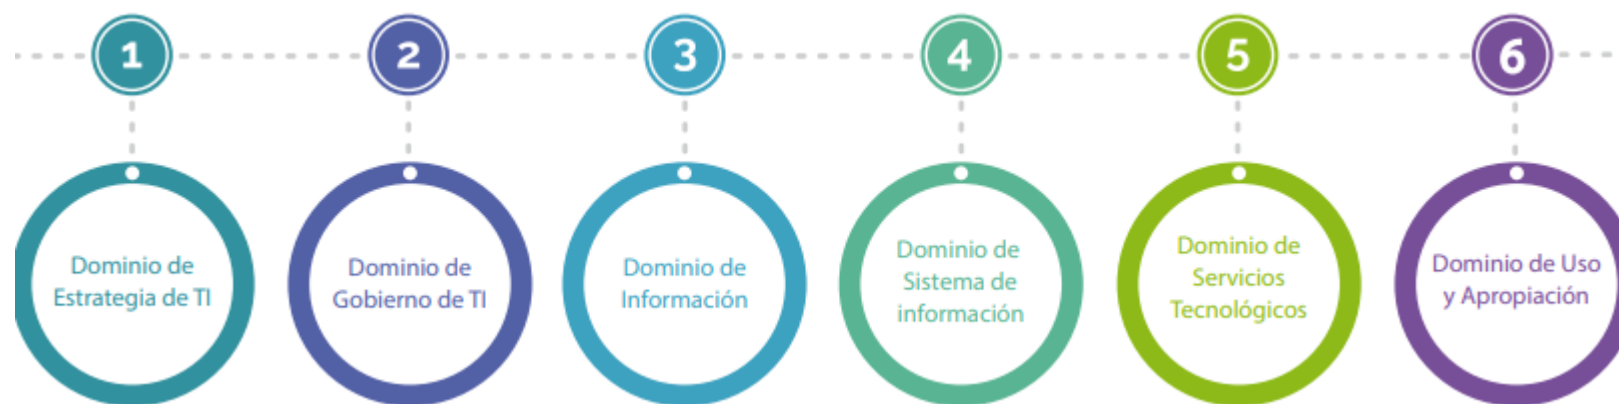 1
2
3
4
5
6
Dominio de
Estrategia de TI
Dominio de
Gobierno de TI
Dominio de
Información
Dominio de
Sistema de
información
Dominio de
Servicios
Tecnológicos
Dominio de Uso
y Apropiación